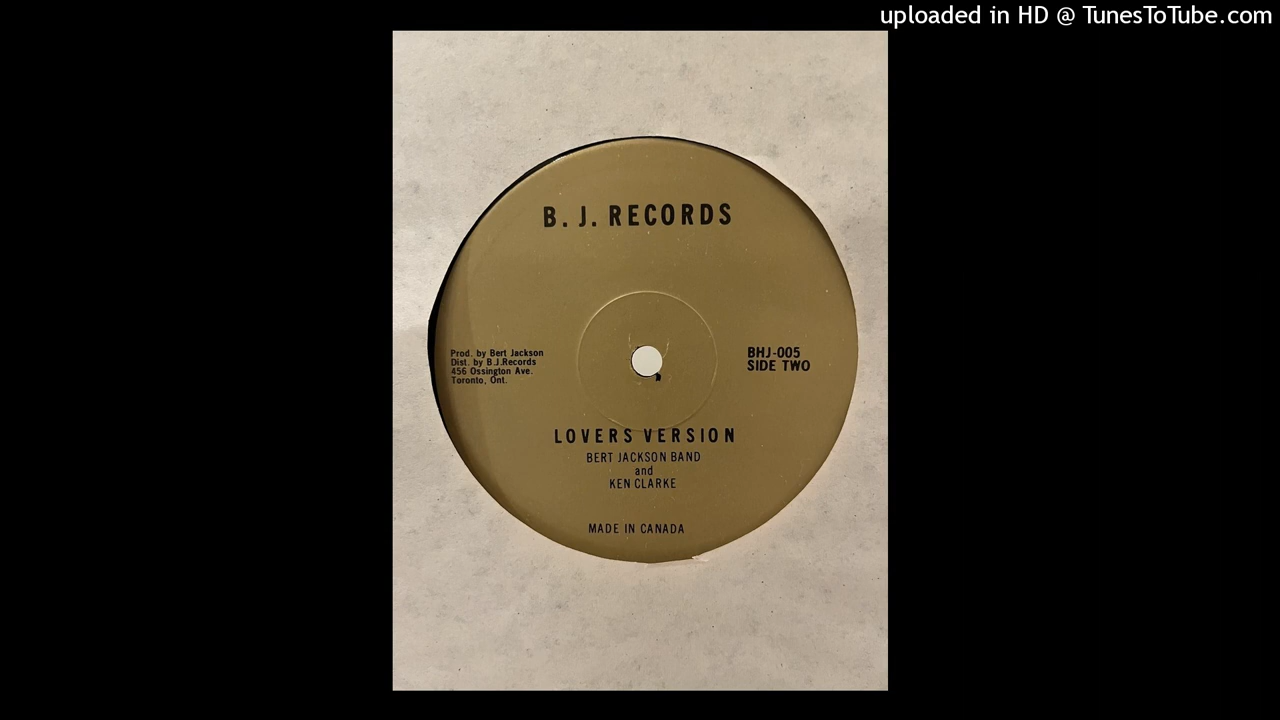 uploaded in HD @ TunesToTube.com
B. J. RECORDS
Prod. by Bert Jackson
Dist. by B.J.Records
456 Ossington Ave.
Toronto, Ont.
BHJ-005
SIDE TWO
LOVERS VERSION
BERT JACKSON BAND
and
KEN CLARKE
MADE IN CANADA